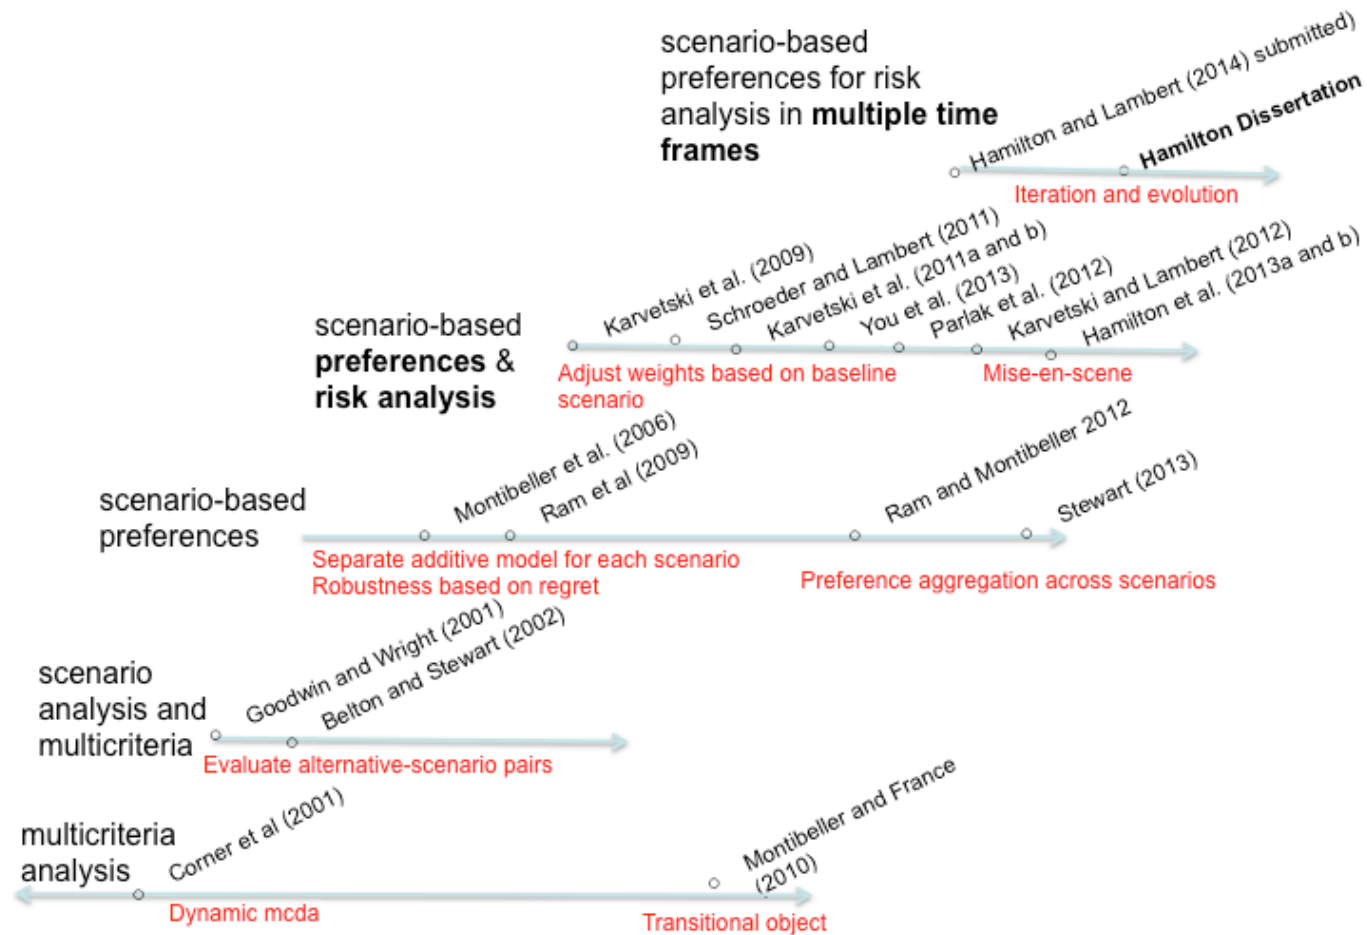 scenario-based
preferences for risk
analysis in multiple time
frames
Hamilton and Lambert (2014) submitted)
Hamilton Dissertation
Iteration and evolution
scenario-based
preferences &
risk analysis
Karvetski et al. (2009)
Schroeder and Lambert (2011)
Karvetski et al. (2011a and b)
You et al. (2013)
Parlak et al. (2012)
Karvetski and Lambert (2012)
Hamilton et al. (2013a and b)
Adjust weights based on baseline
scenario
Mise-en-scene
scenario-based
preferences
Montibeller et al. (2006)
Ram et al (2009)
Ram and Montibeller 2012
Stewart (2013)
Separate additive model for each scenario
Robustness based on regret
Preference aggregation across scenarios
scenario
analysis and
multicriteria
Goodwin and Wright (2001)
Belton and Stewart (2002)
Evaluate alternative-scenario pairs
multicriteria
analysis
Corner et al (2001)
Montibeller and France
(2010)
Dynamic mcda
Transitional object